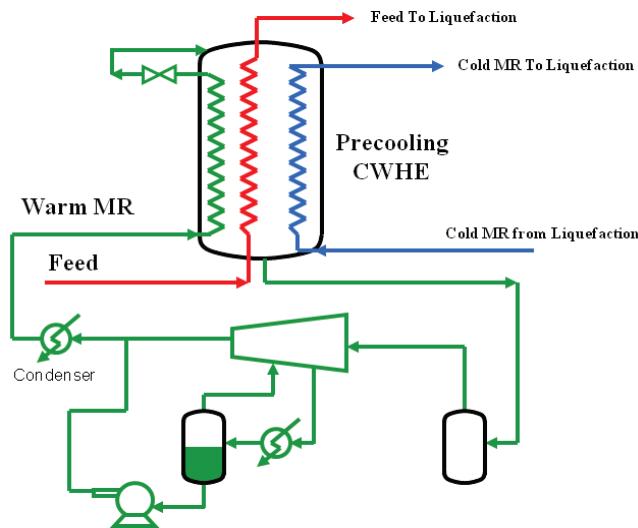 Feed To Liquefaction
Cold MR To Liquefaction
Precooling
CWHE
Warm MR
Cold MR from Liquefaction
Feed
Condenser